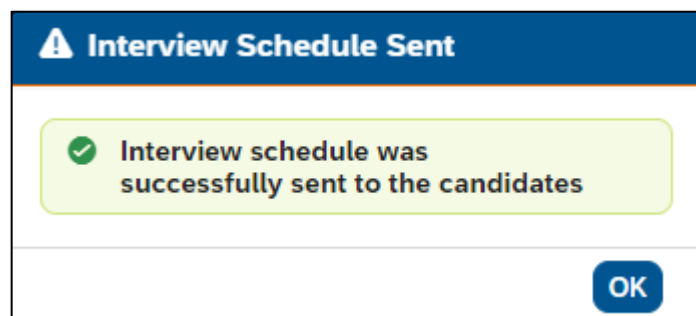 Interview Schedule Sent
Interview schedule was
successfully sent to the candidates
OK